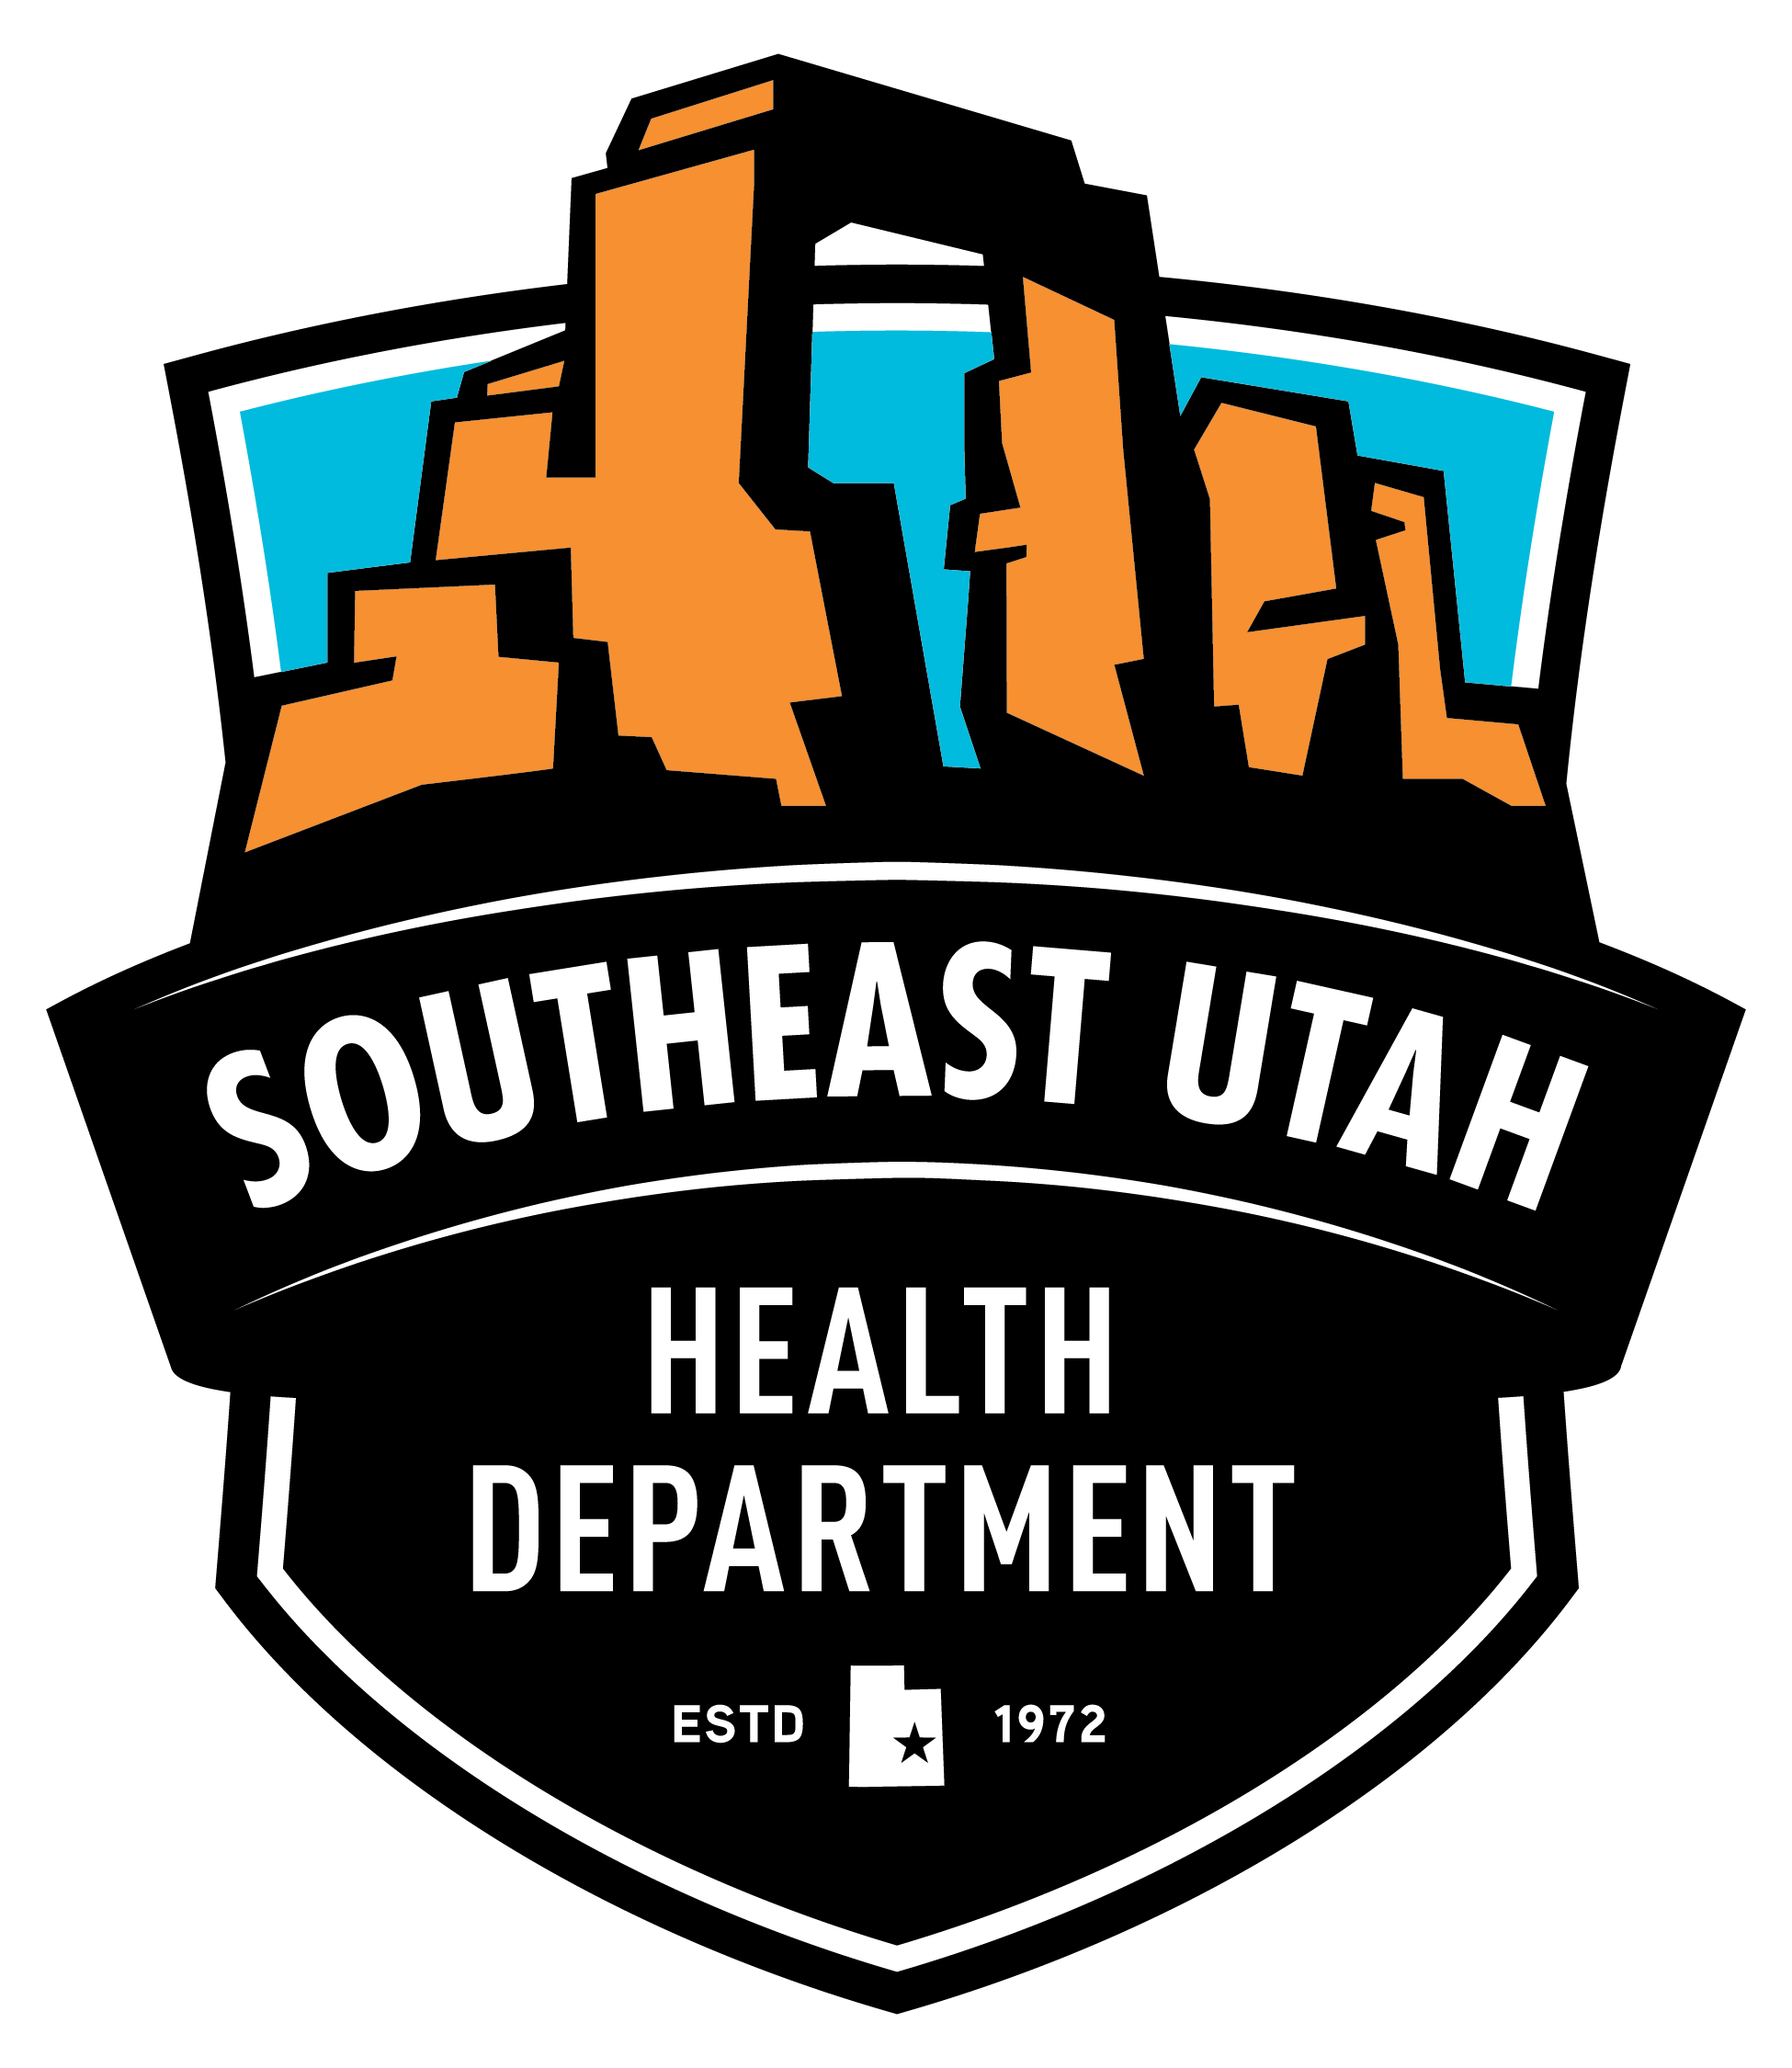 SOUTHEAST UTAH
HEALTH
DEPARTMENT
ESTD 1972